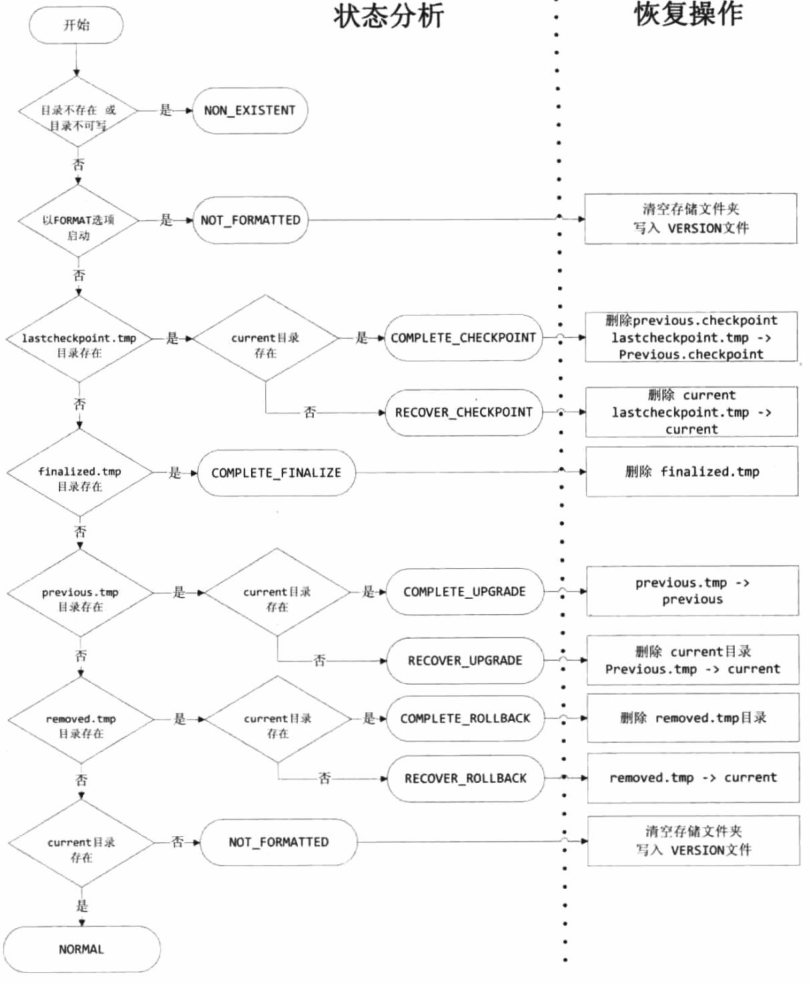 状态分析
恢复操作
开始
目录不存在 或
目录不可写
是
NON_EXISTENT
否
以FORMAT选项
启动
是
NOT_FORMATTED
清空存储文件夹
写入 VERSION文件
否
lastcheckpoint.tmp
目录存在
是
current目录
存在
是
COMPLETE_CHECKPOINT
删除previous.checkpoint
lastcheckpoint.tmp ->
Previous.checkpoint
否
RECOVER_CHECKPOINT
删除 current
lastcheckpoint.tmp ->
current
否
finalized.tmp
目录存在
是
COMPLETE_FINALIZE
删除 finalized.tmp
否
previous.tmp
目录存在
是
current目录
存在
是
COMPLETE_UPGRADE
previous.tmp ->
previous
否
RECOVER_UPGRADE
删除 current目录
Previous.tmp -> current
否
removed.tmp
目录存在
是
current目录
存在
是
COMPLETE_ROLLBACK
删除 removed.tmp目录
否
RECOVER_ROLLBACK
removed.tmp -> current
否
current目录
存在
否
NOT_FORMATTED
清空存储文件夹
写入 VERSION文件
是
NORMAL